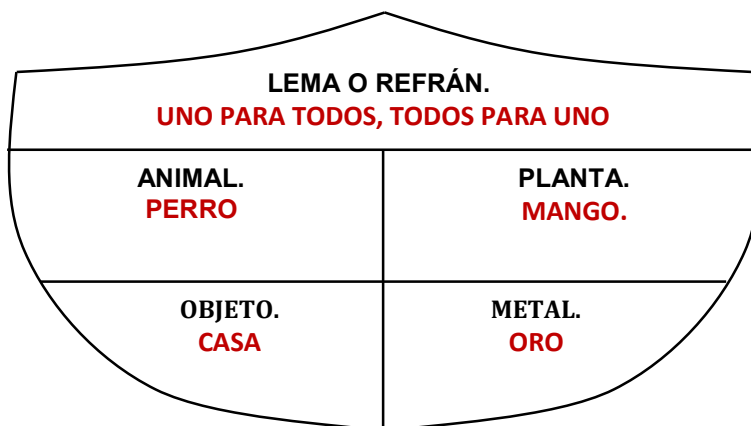 LEMA O REFRÁN.
UNO PARA TODOS, TODOS PARA UNO
ANIMAL.
PERRO
PLANTA.
MANGO.
OBJETO.
CASA
METAL.
ORO